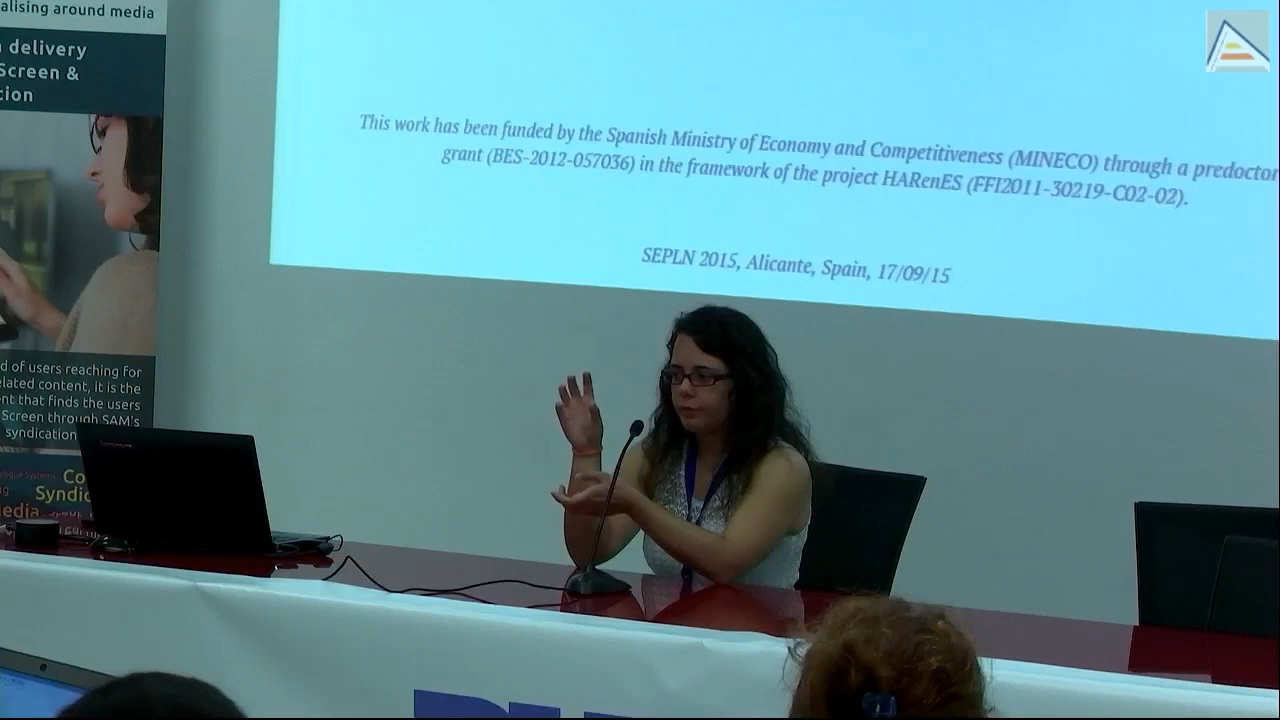 alising around media
delivery
Screen &
tion
This work has been funded by the Spanish Ministry of Economy and Competitiveness (MINECO) through a predoctor
grant (BES-2012-057036) in the framework of the project HARenES (FFI2011-30219-C02-02).
SEPLN 2015, Alicante, Spain, 17/09/15
d of users reaching for
elated content, it is the
nt that finds the users
Screen through SAM's
syndication
logue Systems
Co
Syndic
edia